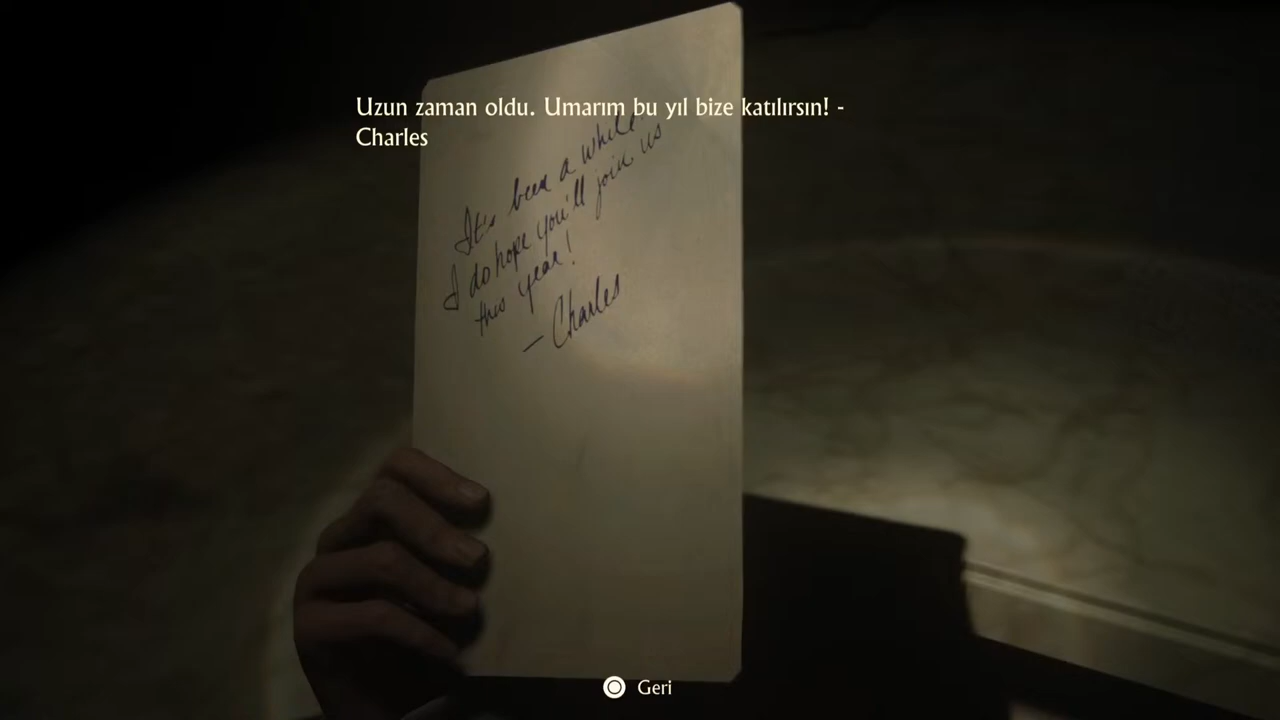 Uzun zaman oldu. Umarım bu yıl bize katılırsın! -
Charles
It's been a while.
I do hope you'll join us
this year!
— Charles
Geri